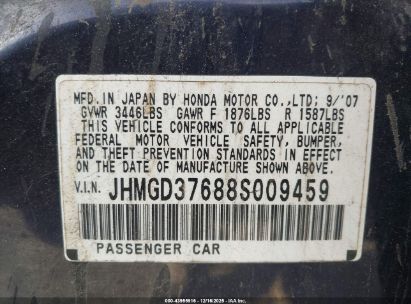 MFD. IN JAPAN BY HONDA MOTOR CO.,LTD; 9/'07
GVWR 3446LBS GAWR F 1876LBS R 1587LBS
THIS VEHICLE CONFORMS TO ALL APPLICABLE
FEDERAL MOTOR VEHICLE SAFETY, BUMPER,
AND THEFT PREVENTION STANDARDS IN EFFECT
ON THE DATE OF MANUFACTURE SHOWN ABOVE.
V.I.N. JHMGD37688S009459
PASSENGER CAR